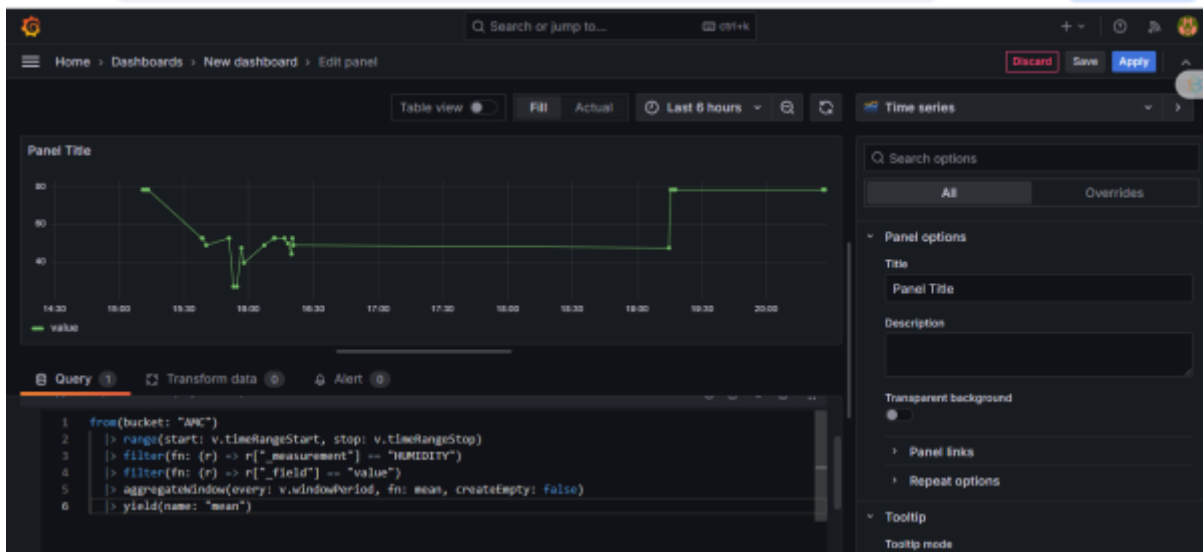 Search or jump to... ctrl+k
Home › Dashboards › New dashboard › Edit panel
Discard Save Apply
Table view Fill Actual Last 6 hours
Time series
Panel Title
80
60
40
14:30 15:00 15:30 16:00 16:30 17:00 17:30 18:00 18:30 19:00 19:30 20:00
value
Query 1 Transform data 0 Alert 0
1 from(bucket: "AMC")
2 |> range(start: v.timeRangeStart, stop: v.timeRangeStop)
3 |> filter(fn: (r) => r["_measurement"] == "HUMIDITY")
4 |> filter(fn: (r) => r["_field"] == "value")
5 |> aggregateWindow(every: v.windowPeriod, fn: mean, createEmpty: false)
6 |> yield(name: "mean")
Search options
All Overrides
Panel options
Title
Panel Title
Description
Transparent background
Panel links
Repeat options
Tooltip
Tooltip mode